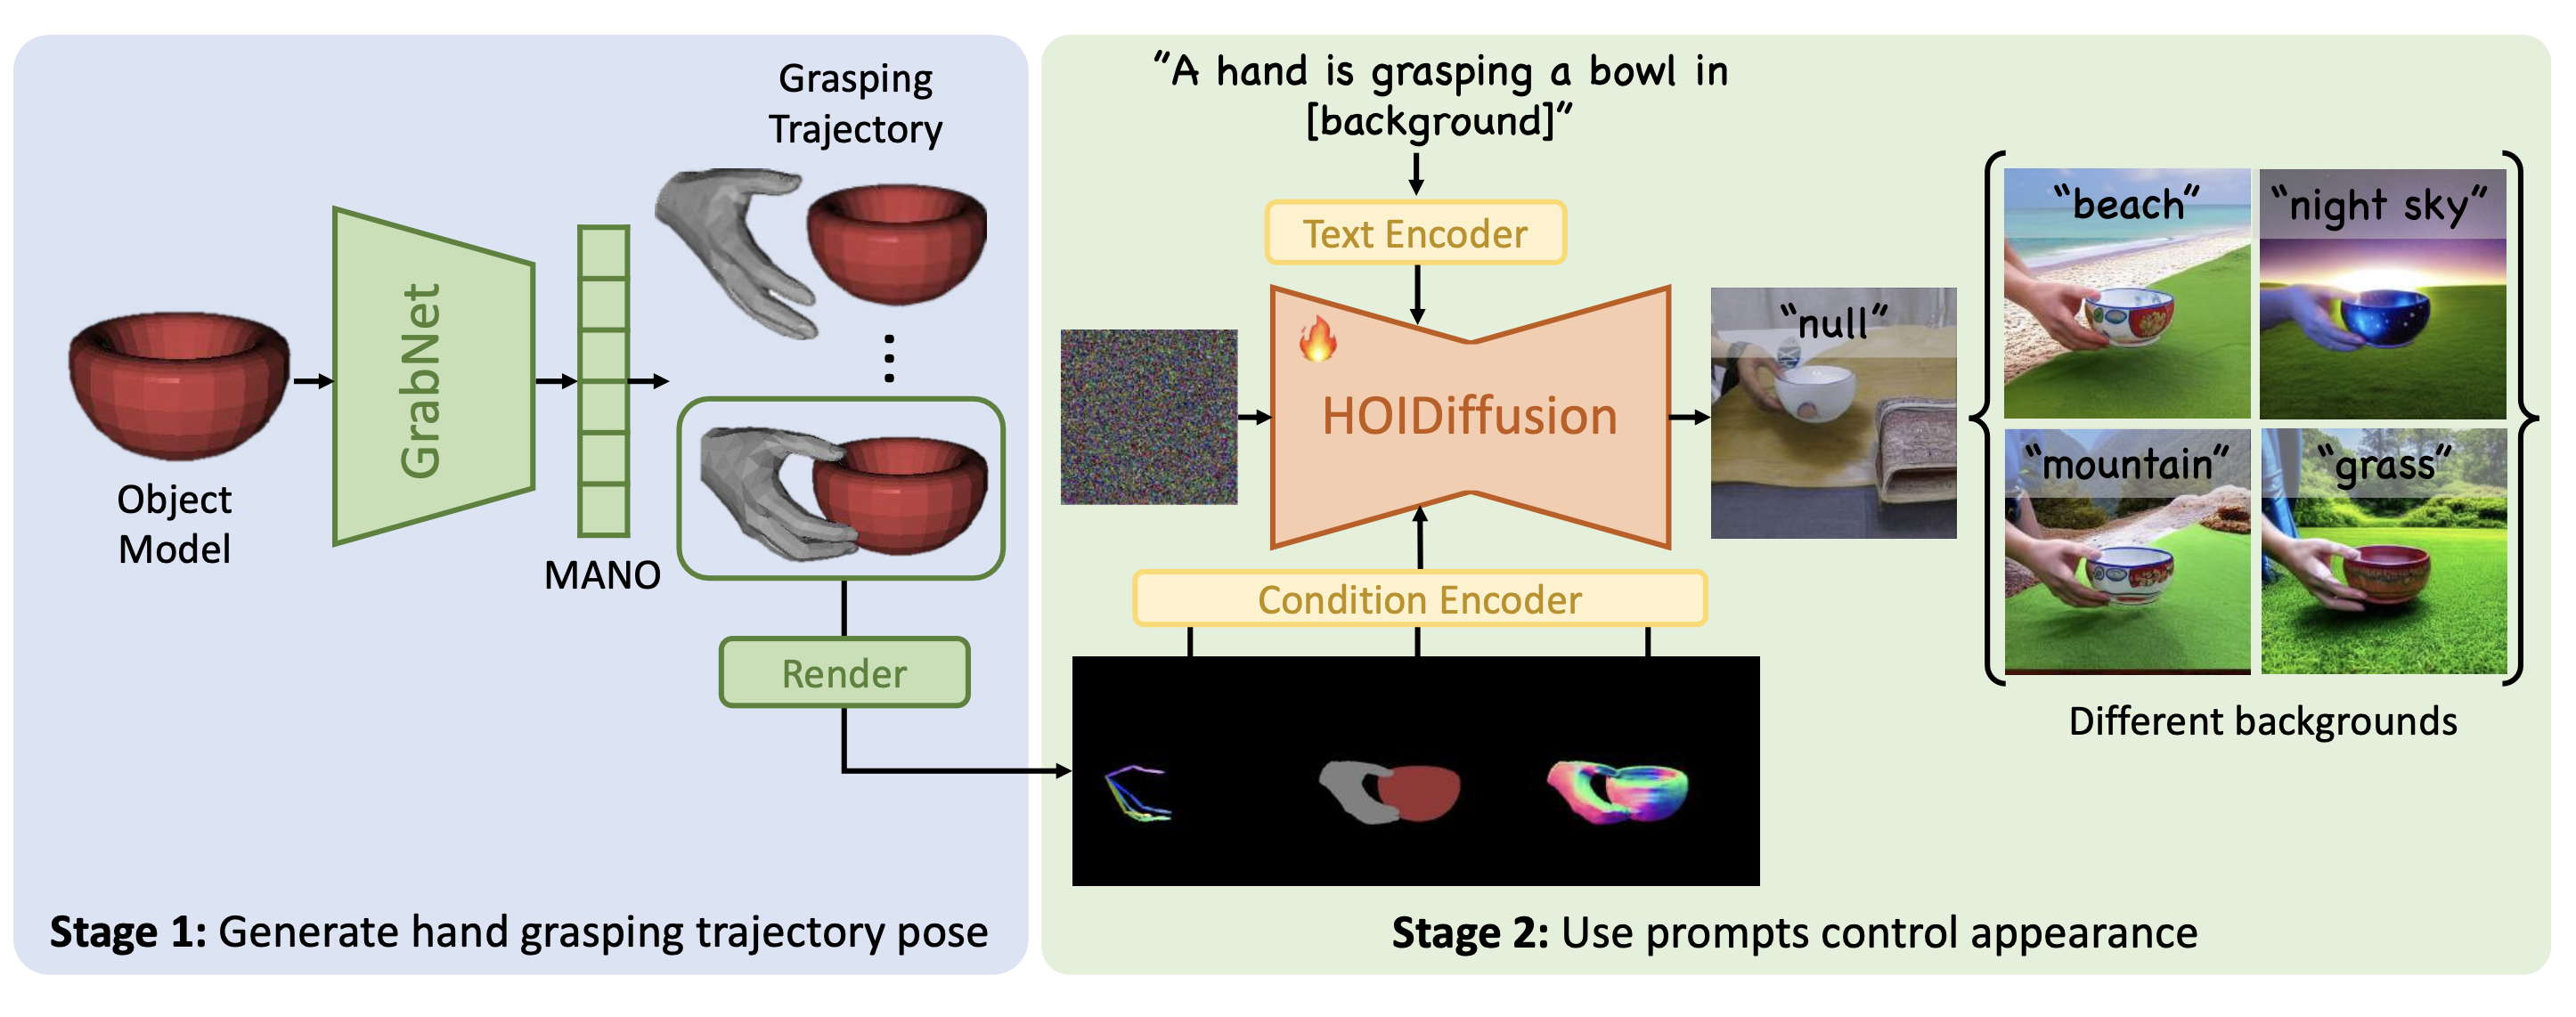 Grasping
Trajectory
Object
Model
GrabNet
MANO
Render
Stage 1: Generate hand grasping trajectory pose
“A hand is grasping a bowl in
[background]”
Text Encoder
HOIDiffusion
“null”
Condition Encoder
“beach”
“night sky”
“mountain”
“grass”
Different backgrounds
Stage 2: Use prompts control appearance